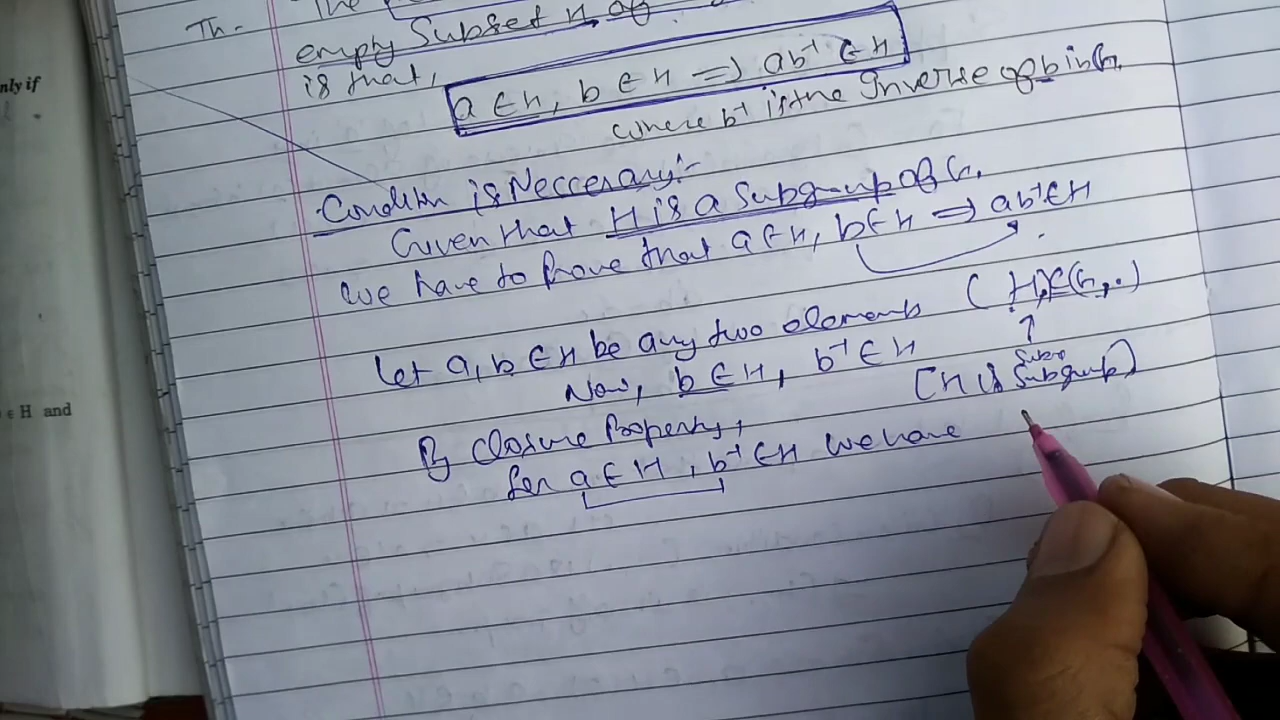 nly if
∈ H and
Th- The
empty Subset H of
is that,
a ∈ H, b ∈ H ⇒ ab⁻¹ ∈ H
where b⁻¹ is the Inverse of b in G.
Condition is Neccerary:-
Given that H is a Subgroup of G.
We have to Prove that a ∈ H, b ∈ H ⇒ ab⁻¹ ∈ H
Let a, b ∈ H be any two elements (H, .) (G, .)
Now, b ∈ H, b⁻¹ ∈ H [H is Subgroup)
By Closure Property,
for a ∈ H, b⁻¹ ∈ H we have